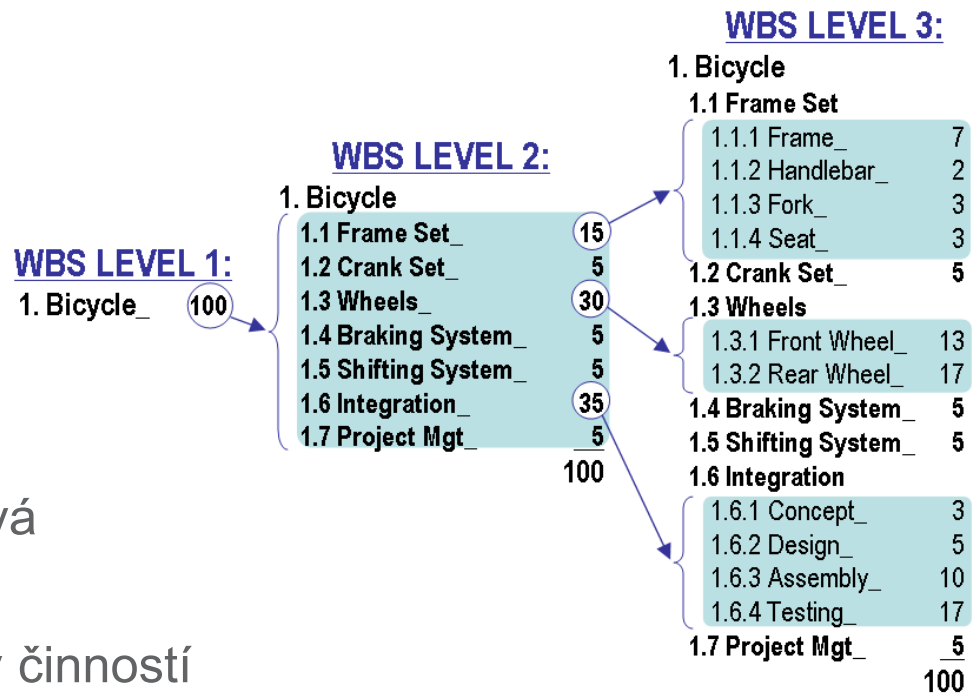 WBS LEVEL 1:
1. Bicycle_ 100
WBS LEVEL 2:
1. Bicycle
1.1 Frame Set_ 15
1.2 Crank Set_ 5
1.3 Wheels_ 30
1.4 Braking System_ 5
1.5 Shifting System_ 5
1.6 Integration_ 35
1.7 Project Mgt_ 5
100
WBS LEVEL 3:
1. Bicycle
1.1 Frame Set
1.1.1 Frame_ 7
1.1.2 Handlebar_ 2
1.1.3 Fork_ 3
1.1.4 Seat_ 3
1.2 Crank Set_ 5
1.3 Wheels
1.3.1 Front Wheel_ 13
1.3.2 Rear Wheel_ 17
1.4 Braking System_ 5
1.5 Shifting System_ 5
1.6 Integration
1.6.1 Concept_ 3
1.6.2 Design_ 5
1.6.3 Assembly_ 10
1.6.4 Testing_ 17
1.7 Project Mgt_ 5
100
vá
činností